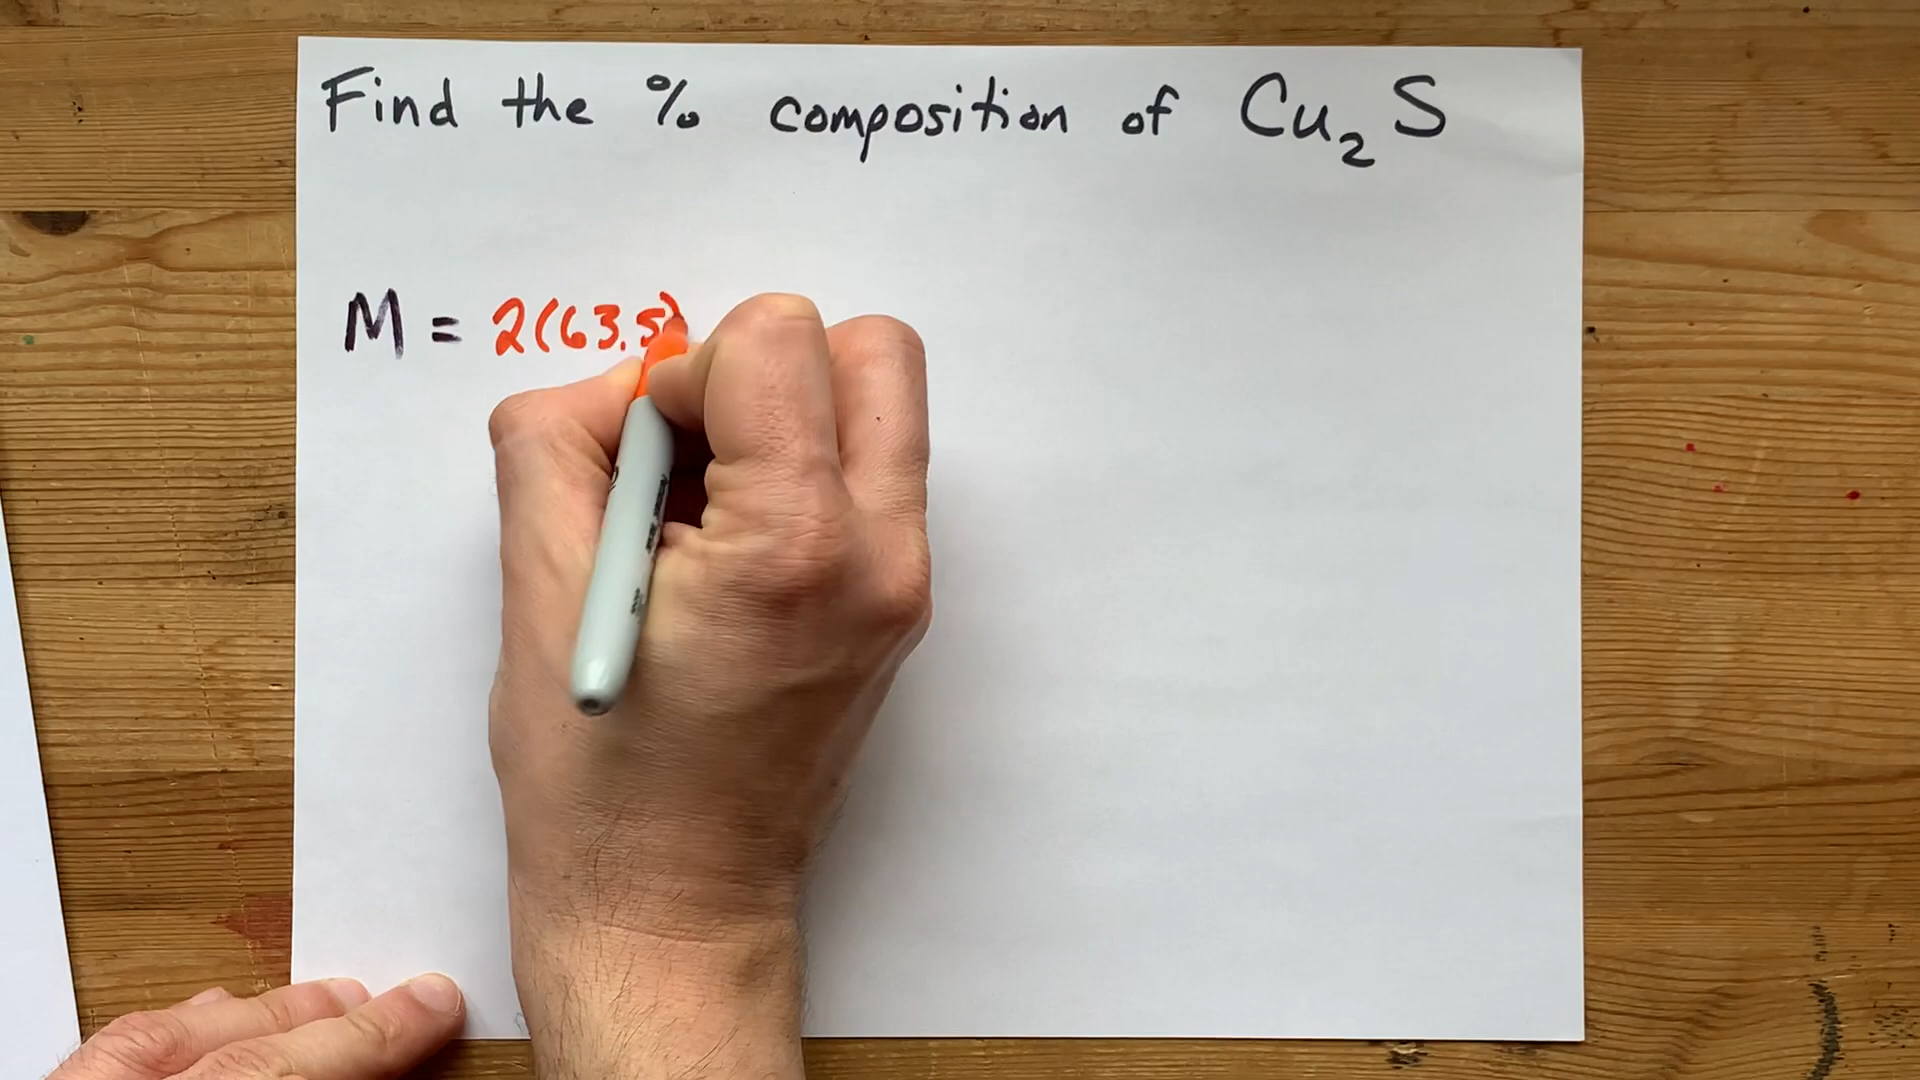 Find the % composition of Cu₂S
M = 2(63.5)